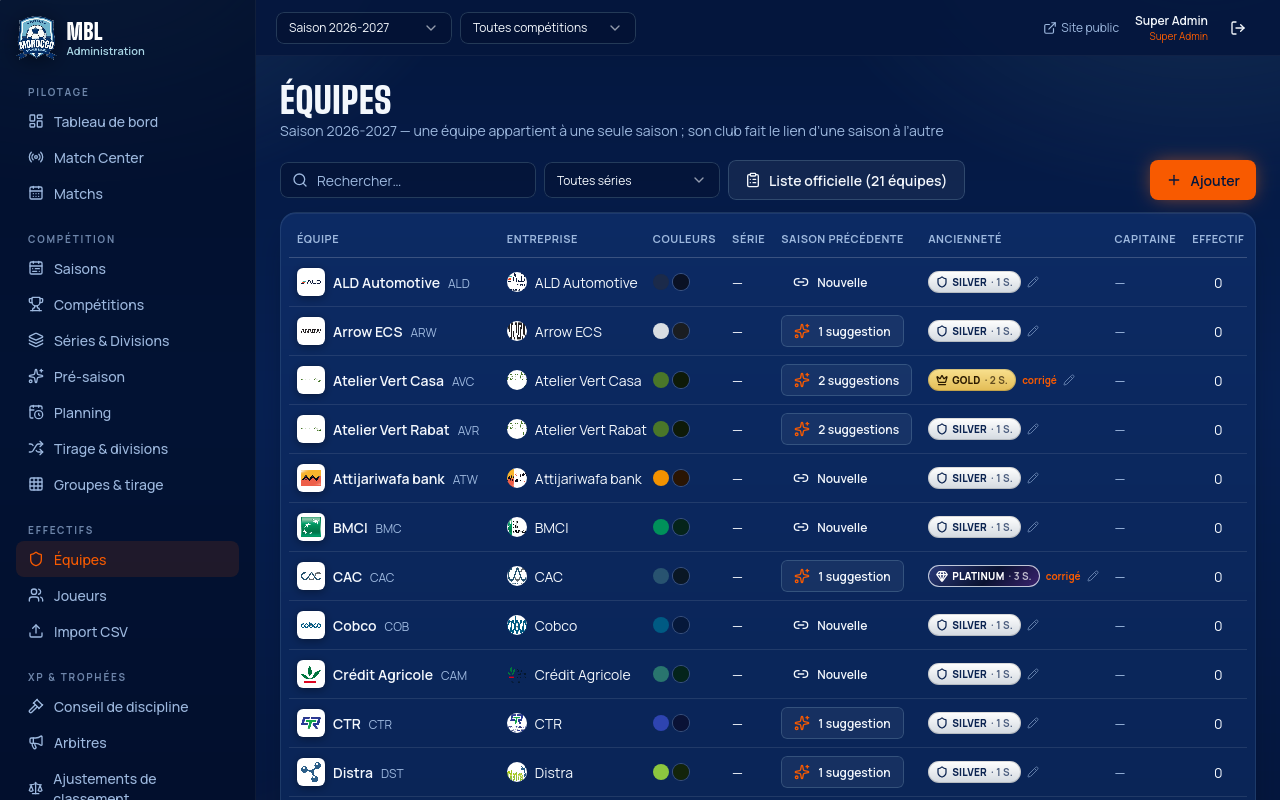 MOROCCO
MBL
Administration
Saison 2026-2027
Toutes compétitions
Site public
Super Admin
Super Admin
PILOTAGE
Tableau de bord
Match Center
Matchs
COMPÉTITION
Saisons
Compétitions
Séries & Divisions
Pré-saison
Planning
Tirage & divisions
Groupes & tirage
EFFECTIFS
Équipes
Joueurs
Import CSV
XP & TROPHÉES
Conseil de discipline
Arbitres
Ajustements de
classement
ÉQUIPES
Saison 2026-2027 — une équipe appartient à une seule saison ; son club fait le lien d'une saison à l'autre
Rechercher...
Toutes séries
Liste officielle (21 équipes)
Ajouter
ÉQUIPE ENTREPRISE COULEURS SÉRIE SAISON PRÉCÉDENTE ANCIENNETÉ CAPITAINE EFFECTIF
ALD ALD Automotive ALD ALD Automotive — Nouvelle SILVER · 1 S. — 0
ARROW Arrow ECS ARW Arrow ECS — 1 suggestion SILVER · 1 S. — 0
Atelier Vert Casa AVC Atelier Vert Casa — 2 suggestions GOLD · 2 S. corrigé — 0
Atelier Vert Rabat AVR Atelier Vert Rabat — 2 suggestions SILVER · 1 S. — 0
Attijariwafa bank ATW Attijariwafa bank — Nouvelle SILVER · 1 S. — 0
BMCI BMC BMCI — Nouvelle SILVER · 1 S. — 0
CAC CAC CAC CAC — 1 suggestion PLATINUM · 3 S. corrigé — 0
cobco Cobco COB Cobco — Nouvelle SILVER · 1 S. — 0
Crédit Agricole CAM Crédit Agricole — Nouvelle SILVER · 1 S. — 0
CTR CTR CTR CTR — 1 suggestion SILVER · 1 S. — 0
Distra DST Distra — 1 suggestion SILVER · 1 S. — 0